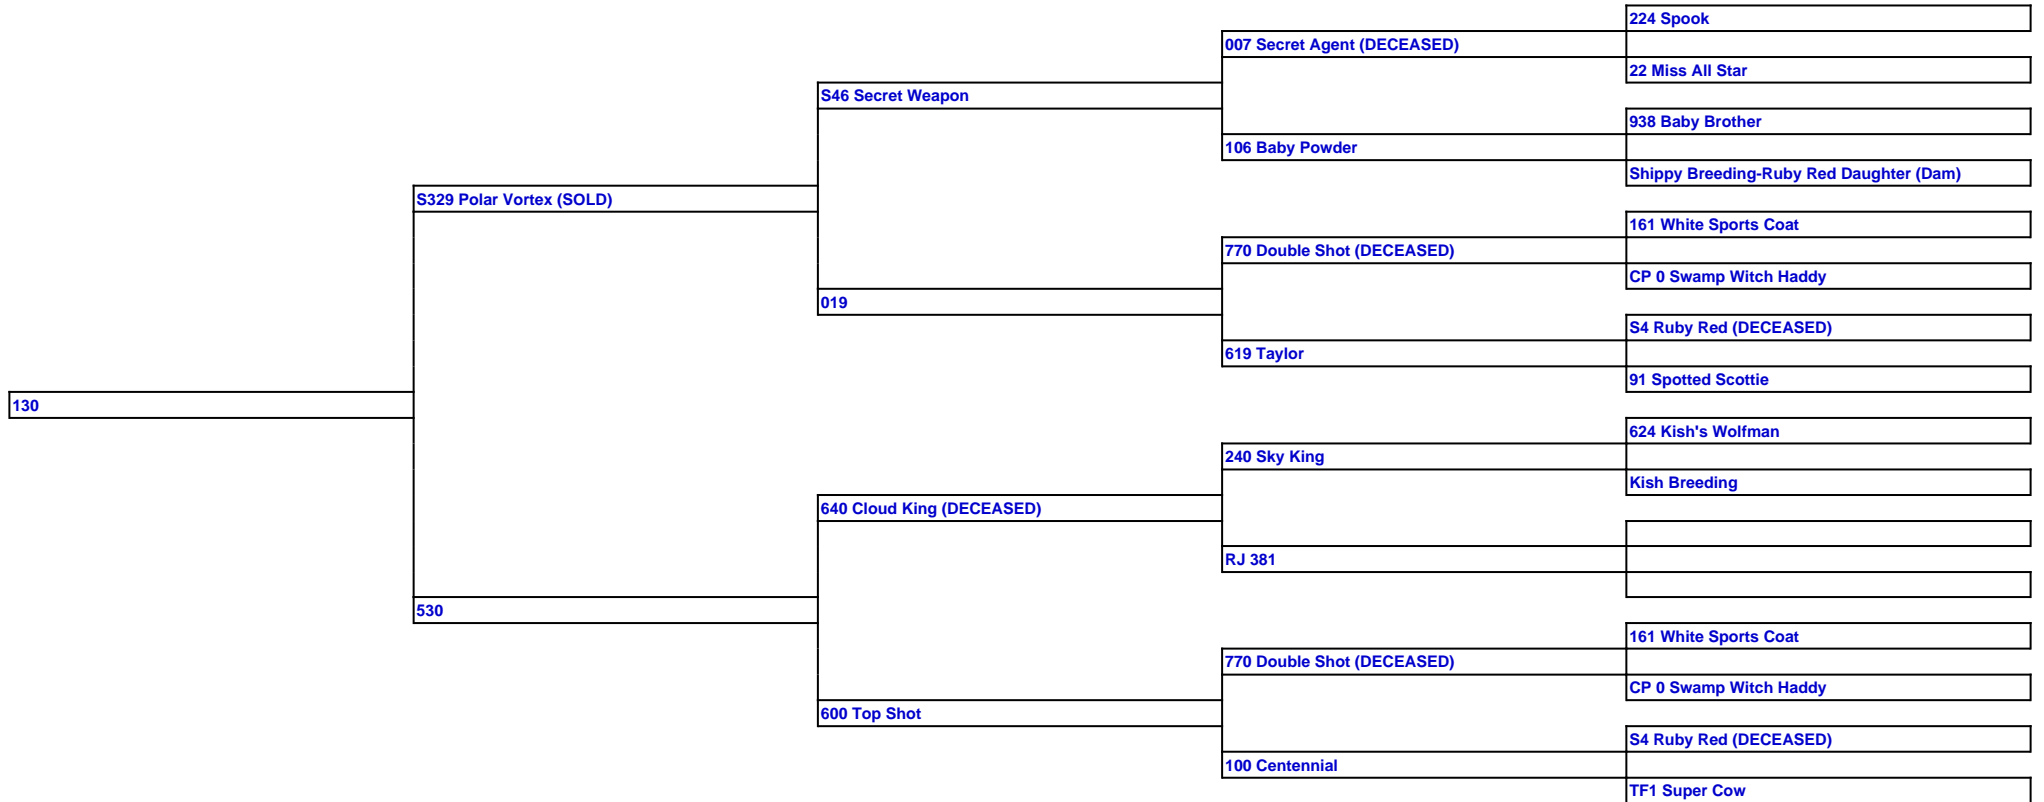 224 Spook
007 Secret Agent (DECEASED)
22 Miss All Star
S46 Secret Weapon
938 Baby Brother
106 Baby Powder
Shippy Breeding-Ruby Red Daughter (Dam)
S329 Polar Vortex (SOLD)
161 White Sports Coat
770 Double Shot (DECEASED)
CP 0 Swamp Witch Haddy
019
S4 Ruby Red (DECEASED)
619 Taylor
91 Spotted Scottie
130
624 Kish's Wolfman
240 Sky King
Kish Breeding
640 Cloud King (DECEASED)
RJ 381
530
161 White Sports Coat
770 Double Shot (DECEASED)
CP 0 Swamp Witch Haddy
600 Top Shot
S4 Ruby Red (DECEASED)
100 Centennial
TF1 Super Cow